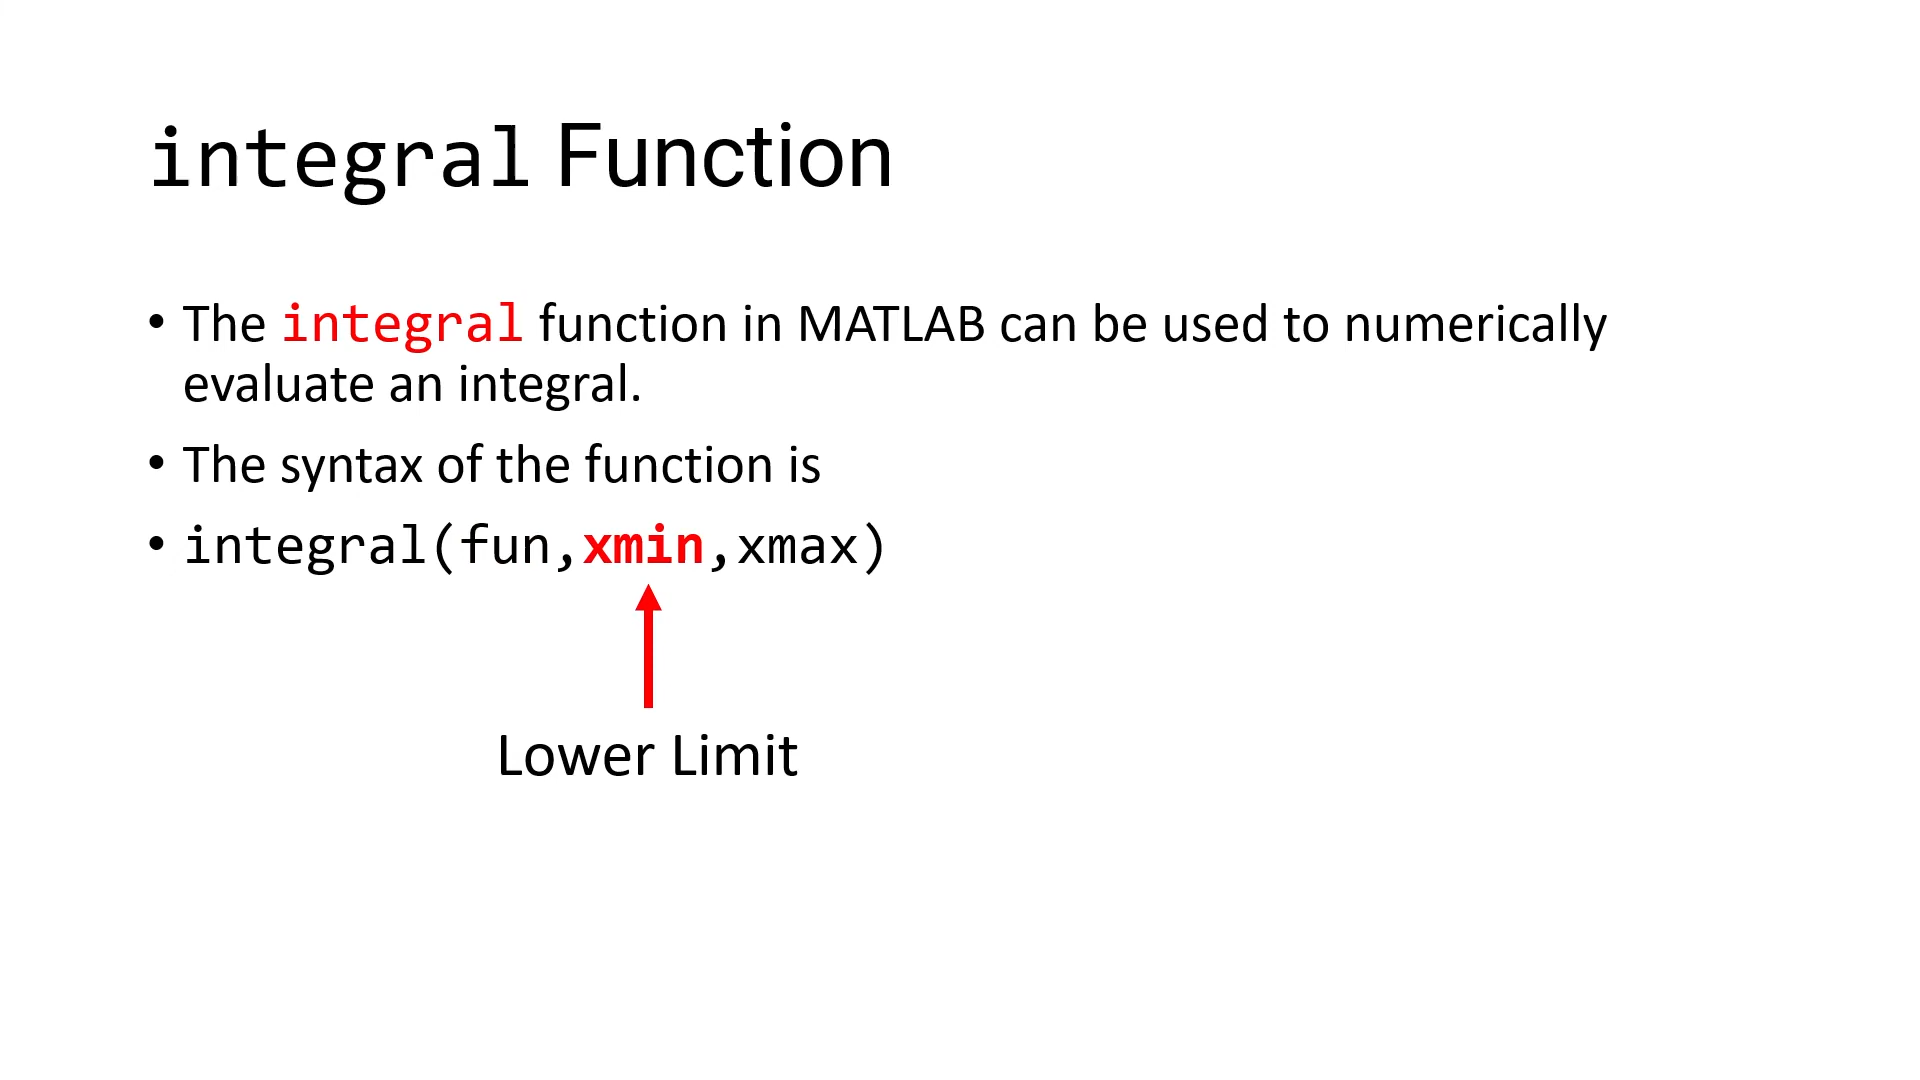 integral Function
• The integral function in MATLAB can be used to numerically
evaluate an integral.
• The syntax of the function is
• integral(fun,xmin,xmax)
Lower Limit